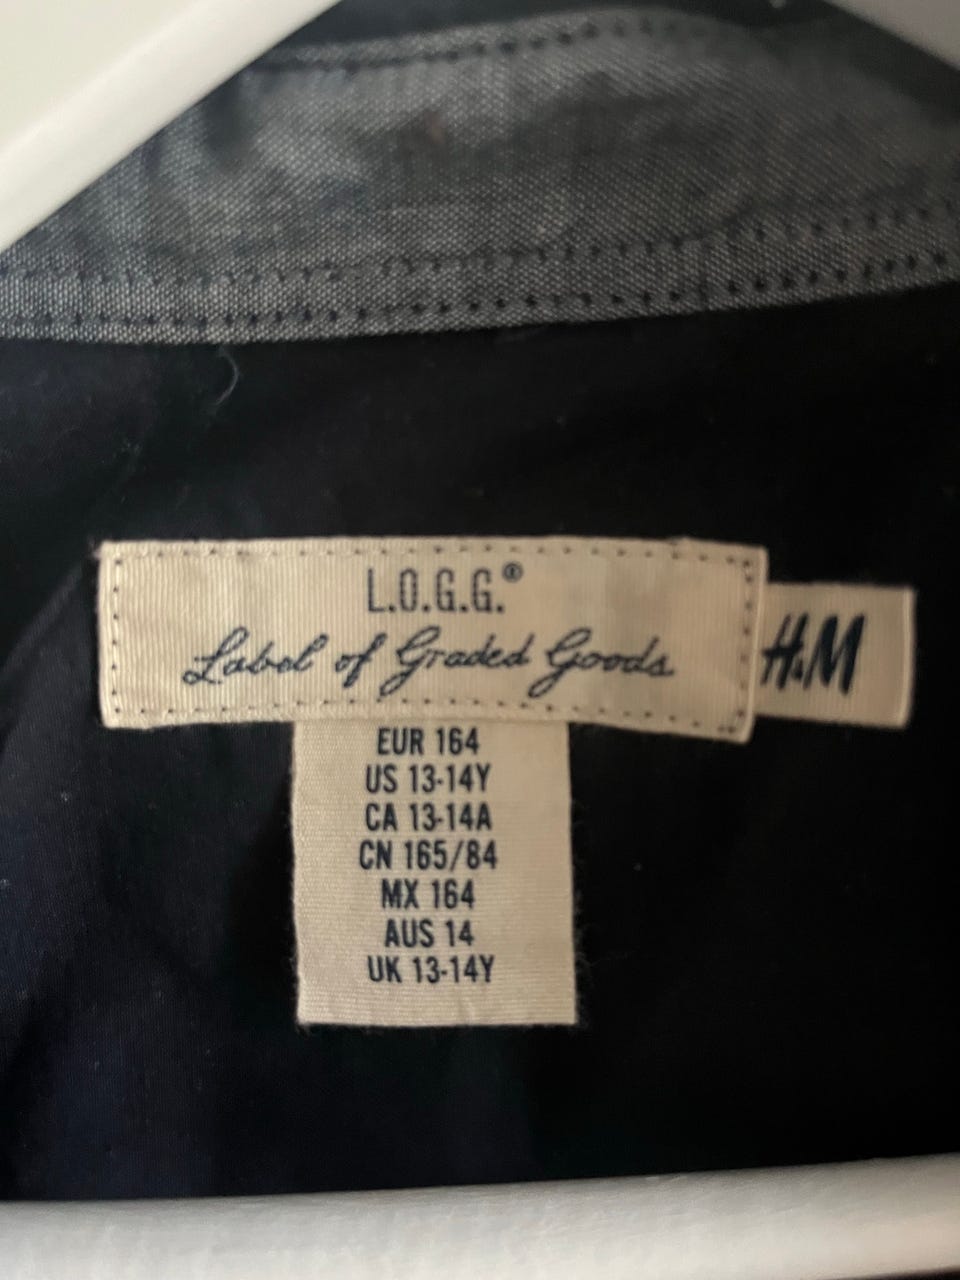 L.O.G.G.®
Label of Graded Goods
H&M
EUR 164
US 13-14Y
CA 13-14A
CN 165/84
MX 164
AUS 14
UK 13-14Y